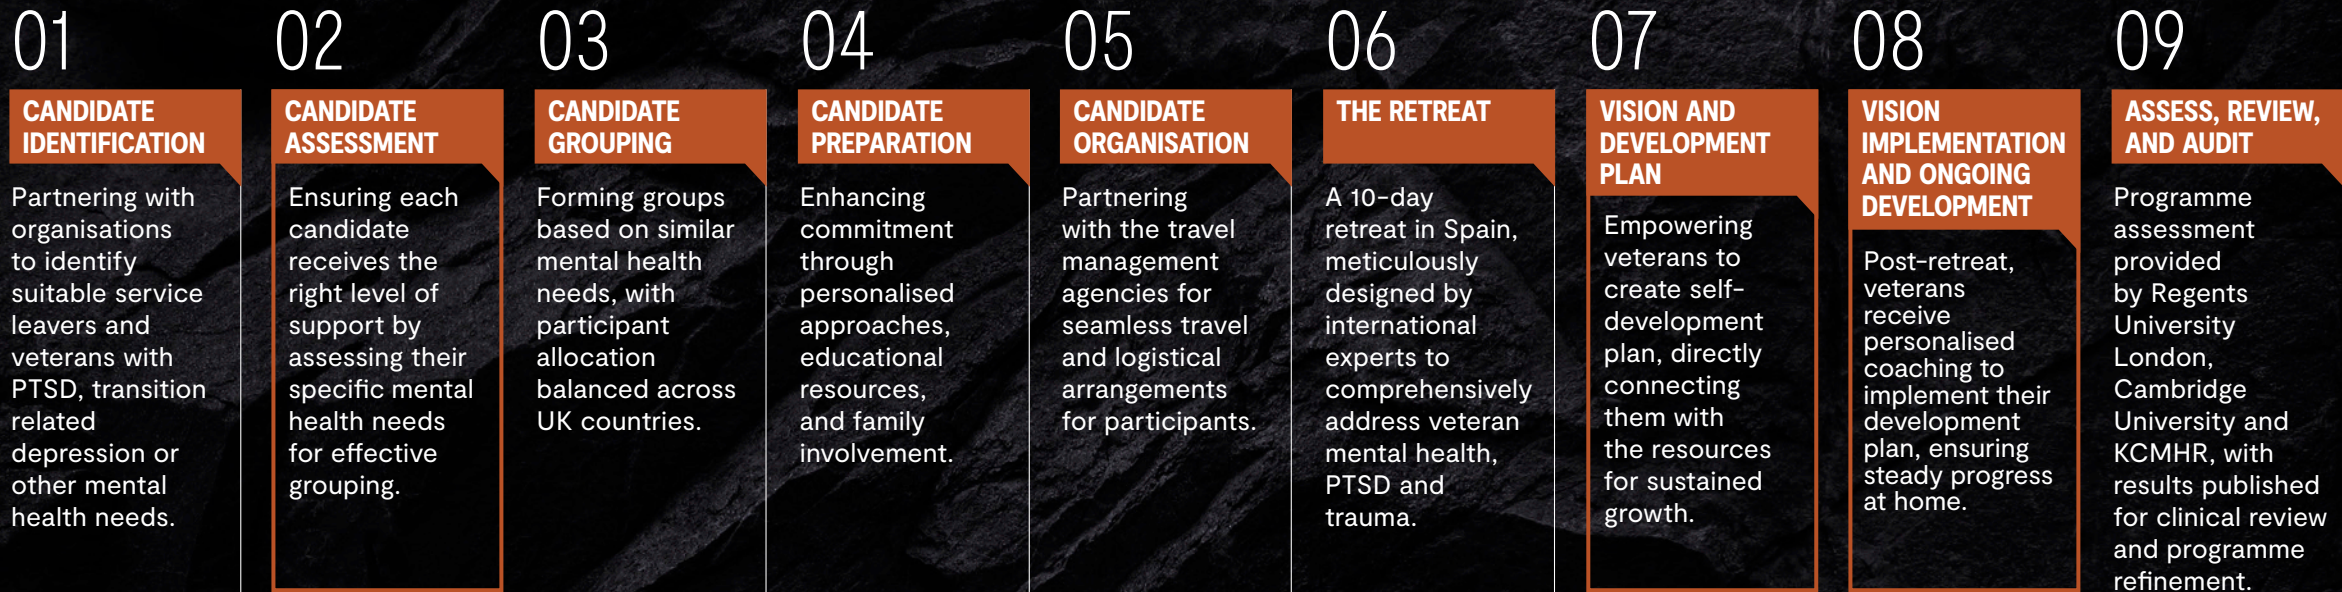 01
CANDIDATE
IDENTIFICATION
Partnering with
organisations
to identify
suitable service
leavers and
veterans with
PTSD, transition
related
depression or
other mental
health needs.
02
CANDIDATE
ASSESSMENT
Ensuring each
candidate
receives the
right level of
support by
assessing their
specific mental
health needs
for effective
grouping.
03
CANDIDATE
GROUPING
Forming groups
based on similar
mental health
needs, with
participant
allocation
balanced across
UK countries.
04
CANDIDATE
PREPARATION
Enhancing
commitment
through
personalised
approaches,
educational
resources,
and family
involvement.
05
CANDIDATE
ORGANISATION
Partnering
with the travel
management
agencies for
seamless travel
and logistical
arrangements
for participants.
06
THE RETREAT
A 10-day
retreat in Spain,
meticulously
designed by
international
experts to
comprehensively
address veteran
mental health,
PTSD and
trauma.
07
VISION AND
DEVELOPMENT
PLAN
Empowering
veterans to
create self-
development
plan, directly
connecting
them with
the resources
for sustained
growth.
08
VISION
IMPLEMENTATION
AND ONGOING
DEVELOPMENT
Post-retreat,
veterans
receive
personalised
coaching to
implement their
development
plan, ensuring
steady progress
at home.
09
ASSESS, REVIEW,
AND AUDIT
Programme
assessment
provided
by Regents
University
London,
Cambridge
University and
KCMHR, with
results published
for clinical review
and programme
refinement.